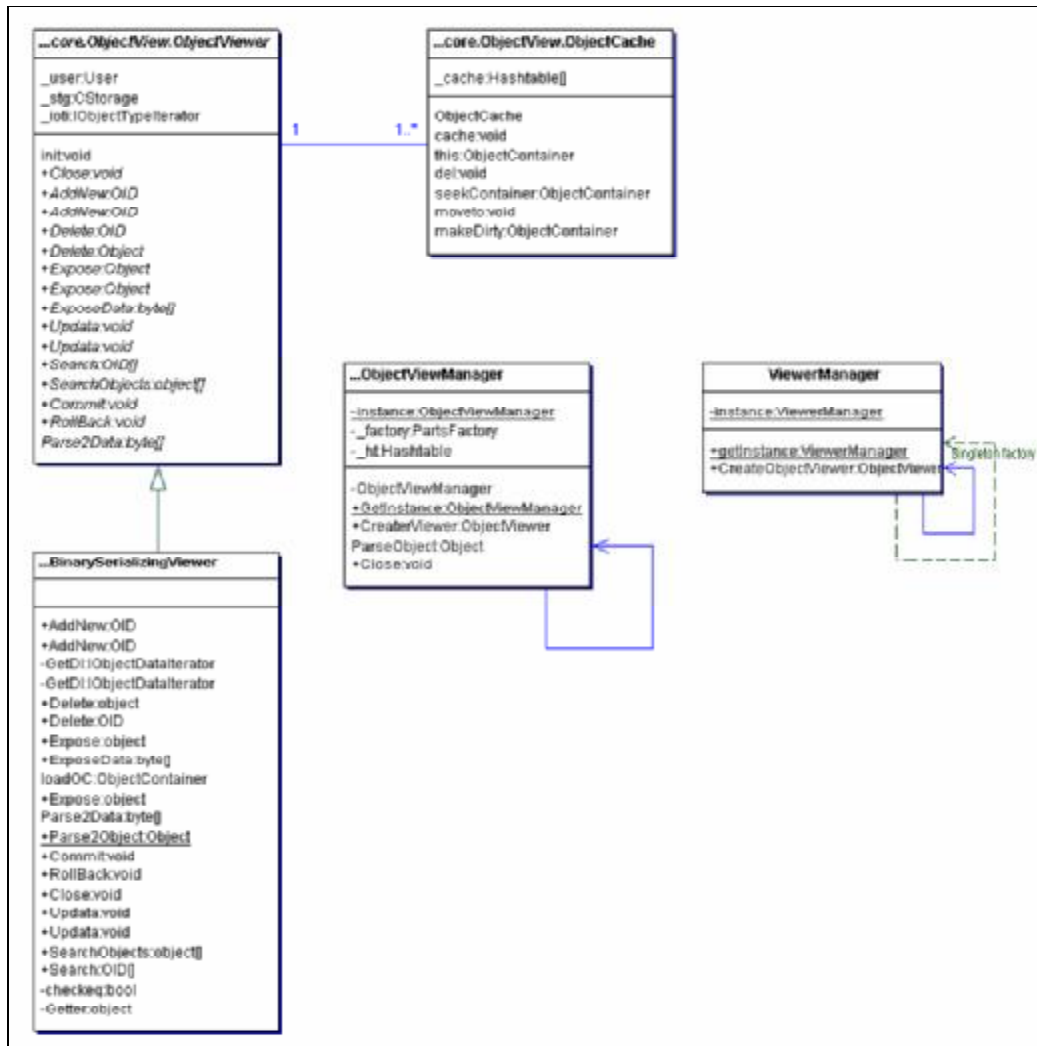 ...core.ObjectView.ObjectViewer
_user:User
_stg:CStorage
_ioti:IObjectTypeIterator
init:void
+Close:void
+AddNew:OID
+AddNew:OID
+Delete:OID
+Delete:Object
+Expose:Object
+Expose:Object
+ExposeData:byte[]
+Updata:void
+Updata:void
+Search:OID[]
+SearchObjects:object[]
+Commit:void
+RollBack:void
Parse2Data:byte[]
1
1..*
...core.ObjectView.ObjectCache
_cache:Hashtable[]
ObjectCache
cache:void
this:ObjectContainer
del:void
seekContainer:ObjectContainer
moveto:void
makeDirty:ObjectContainer
...ObjectViewManager
-instance:ObjectViewManager
-_factory:PartsFactory
-_ht:Hashtable
-ObjectViewManager
+GetInstance:ObjectViewManager
+CreaterViewer:ObjectViewer
ParseObject:Object
+Close:void
ViewerManager
-instance:ViewerManager
+getInstance:ViewerManager
+CreateObjectViewer:ObjectViewer
Singleton factory
...BinarySerializingViewer
+AddNew:OID
+AddNew:OID
-GetDI:IObjectDataIterator
-GetDI:IObjectDataIterator
+Delete:object
+Delete:OID
+Expose:object
+ExposeData:byte[]
loadOC:ObjectContainer
+Expose:object
Parse2Data:byte[]
+Parse2Object:Object
+Commit:void
+RollBack:void
+Close:void
+Updata:void
+Updata:void
+SearchObjects:object[]
+Search:OID[]
-checkeq:bool
-Getter:object